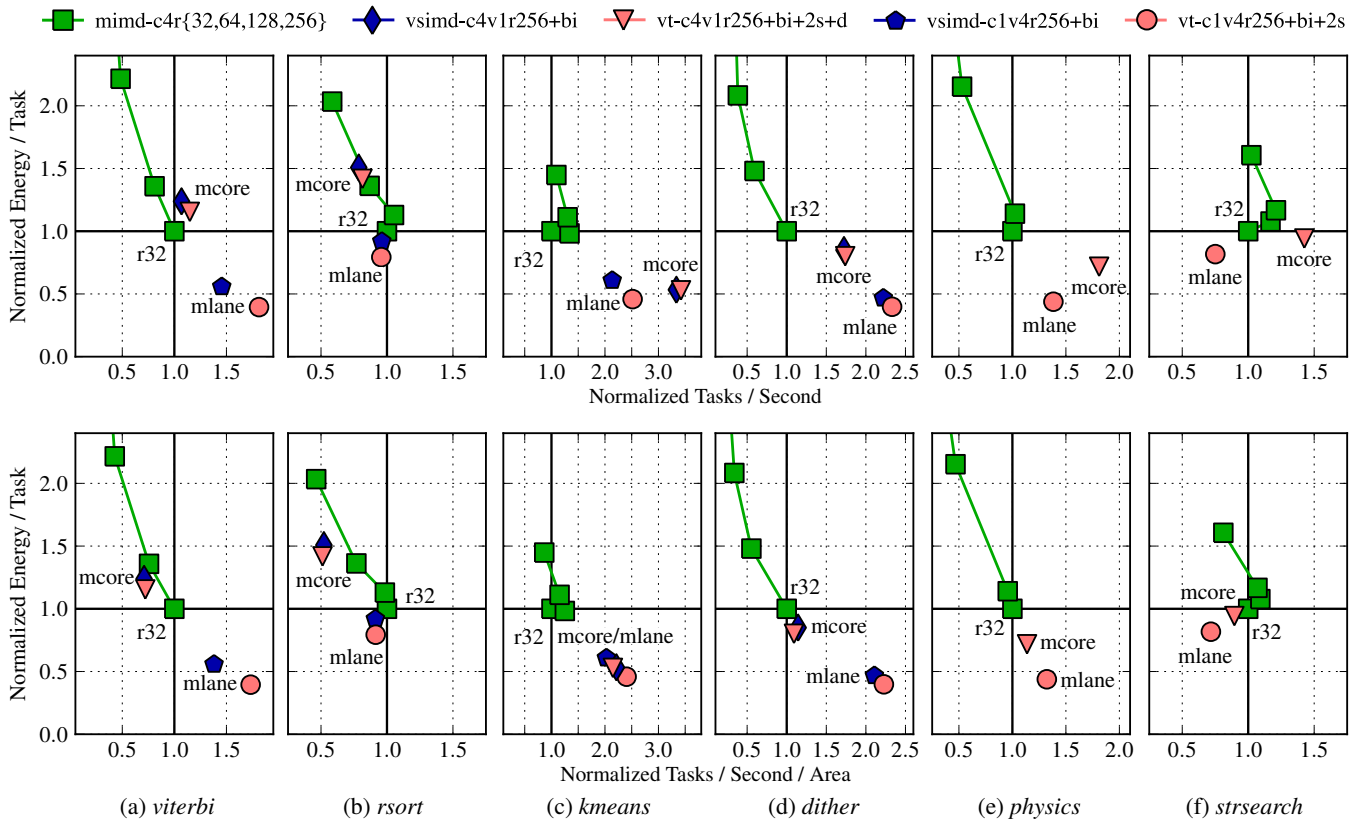 mimd-c4r{32,64,128,256} vsimd-c4v1r256+bi vt-c4v1r256+bi+2s+d vsimd-c1v4r256+bi vt-c1v4r256+bi+2s
Normalized Energy / Task
2.0
1.5
1.0
0.5
0.0
mcore
r32
mlane
0.5 1.0 1.5
mcore
r32
mlane
0.5 1.0 1.5
r32
mcore
mlane
1.0 2.0 3.0
r32
mcore
mlane
0.5 1.0 1.5 2.0 2.5
r32
mcore
mlane
0.5 1.0 1.5 2.0
r32
mcore
mlane
1.0 1.5
Normalized Tasks / Second
Normalized Energy / Task
2.0
1.5
1.0
0.5
0.0
mcore
r32
mlane
0.5 1.0 1.5
mcore
r32
mlane
0.5 1.0 1.5
r32
mcore/mlane
1.0 2.0 3.0
r32
mcore
mlane
0.5 1.0 1.5 2.0 2.5
r32
mcore
mlane
0.5 1.0 1.5 2.0
mcore
r32
mlane
1.0 1.5
Normalized Tasks / Second / Area
(a) viterbi (b) rsort (c) kmeans (d) dither (e) physics (f) strsearch